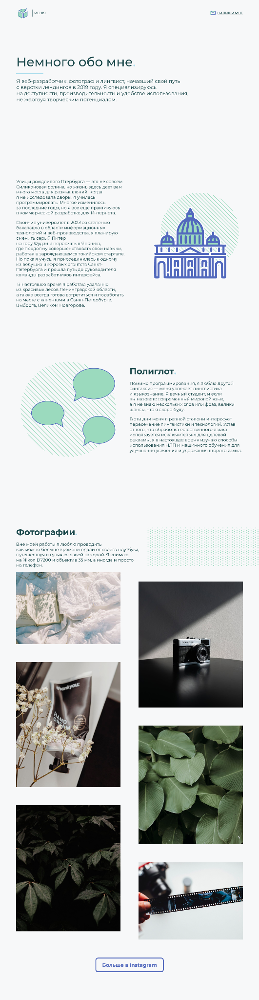 МЕНЮ
НАПИШИ МНЕ
Немного обо мне.
Я веб-разработчик, фотограф и лингвист, начавший свой путь
с верстки лендингов в 2019 году. Я специализируюсь
на доступности, производительности и удобстве использования,
не жертвуя творческим потенциалом.
Улицы дождливого Птербурга — это не совсем
Силиконовая долина, но жизнь здесь дает вам
много места для размышлений. Когда
я не исследовала дворы, я училась
программировать. Многое изменилось
за последние годы, но я все еще практикуюсь
в коммерческой разработке для Интернета.
Окончив университет в 2023 со степенью
бакалавра в области информационных
технологий и веб-производства, я планирую
сменить серый Питер
на гору Фудзи и переехать в Японию,
где продолжу совершенствовать свои навыки,
работая в зарождающемся токийском стартапе.
Но пока я учусь, я присоединилась к одному
из ведущих цифровых агентств Санкт-
Петербурга и прошла путь до руководителя
команды разработчиков интерфейса.
В настоящее время я работаю удаленно
из красивых лесов Ленинградской области,
а также всегда готова встретиться и поработать
на месте с клиентами в Санкт-Петербурге,
Выборге, Великом Новгороде.
Полиглот.
Помимо программирования, я люблю другой
синтаксис — меня увлекает лингвистика
и языкознание. Я вечный студент, и если
вы назовете современный мировой язык,
а я не знаю нескольких слов или фраз, велики
шансы, что я скоро буду.
В эти дни меня в равной степени интересует
пересечение лингвистики и технологий. Устав
от того, что обработка естественного языка
используется исключительно для целевой
рекламы, я в настоящее время изучаю способы
использования НЛП и машинного обучения для
улучшения усвоения и удержания второго языка.
Фотографии.
Вне моей работы я люблю проводить
как можно больше времени вдали от своего ноутбука,
путешествуя и гуляя со своей камерой. Я снимаю
на Nikon D7200 и объектив 35 мм, а иногда и просто
на телефон.
thankyou;
HAND
CREAM
100%
Больше в Instagram